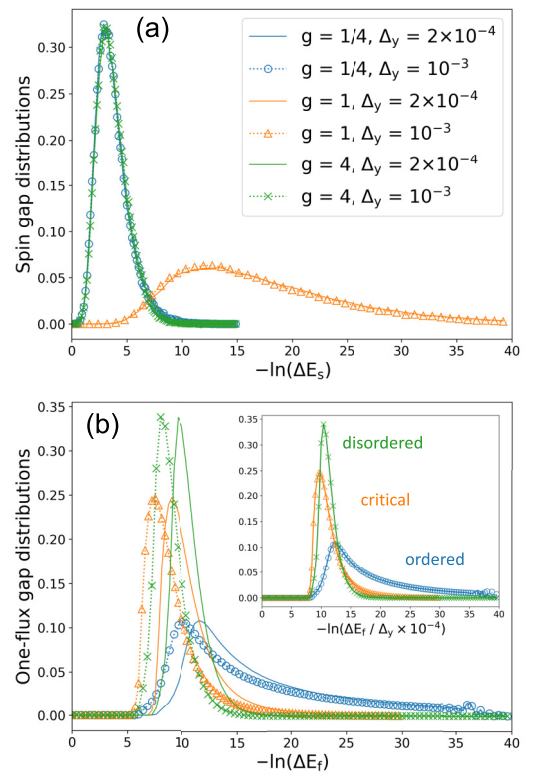 (a)
g = 1/4, Δy = 2×10⁻⁴
g = 1/4, Δy = 10⁻³
g = 1, Δy = 2×10⁻⁴
g = 1, Δy = 10⁻³
g = 4, Δy = 2×10⁻⁴
g = 4, Δy = 10⁻³
Spin gap distributions
0.30
0.25
0.20
0.15
0.10
0.05
0.00
0 5 10 15 20 25 30 35 40
−ln(ΔEs)
(b)
One-flux gap distributions
0.35
0.30
0.25
0.20
0.15
0.10
0.05
0.00
0 5 10 15 20 25 30 35 40
−ln(ΔEf)
0.35
0.30
0.25
0.20
0.15
0.10
0.05
0.00
disordered
critical
ordered
0 5 10 15 20 25 30 35 40
−ln(ΔEf / Δy × 10⁻⁴)